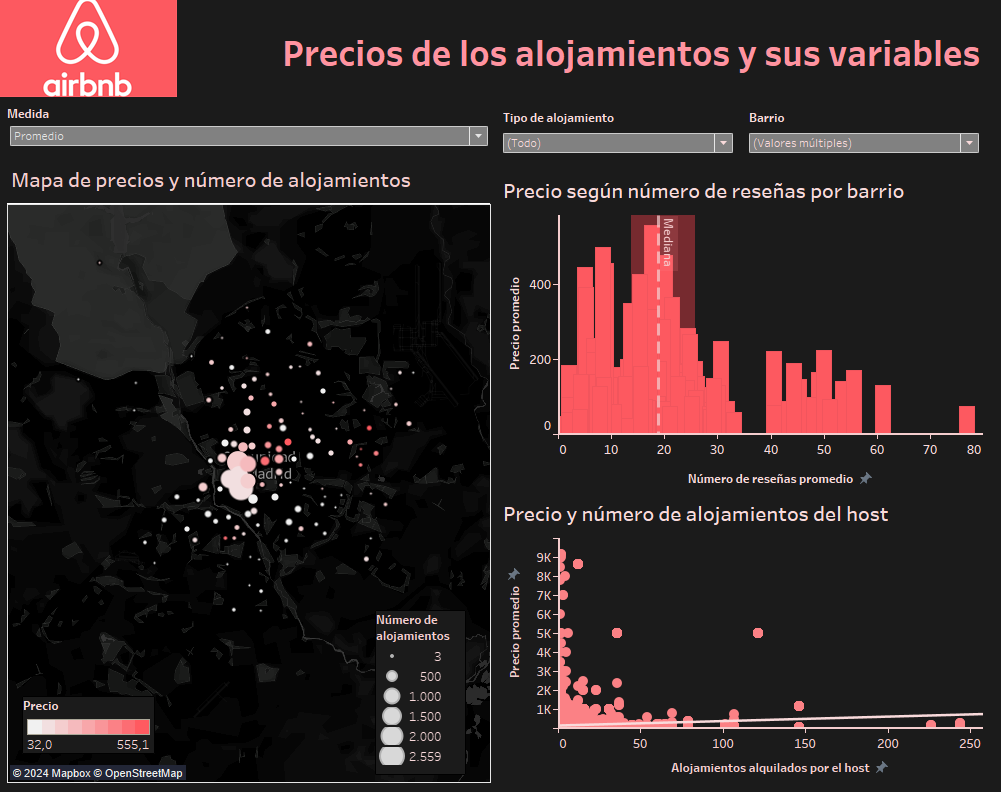 airbnb
Precios de los alojamientos y sus variables
Medida
Promedio
Tipo de alojamiento
(Todo)
Barrio
(Valores múltiples)
Mapa de precios y número de alojamientos
Número de
alojamientos
3
500
1.000
1.500
2.000
2.559
Precio
32,0 555,1
© 2024 Mapbox © OpenStreetMap
Precio según número de reseñas por barrio
Precio promedio
400
200
0
Mediana
0 10 20 30 40 50 60 70 80
Número de reseñas promedio
Precio y número de alojamientos del host
Precio promedio
9K
8K
7K
6K
5K
4K
3K
2K
1K
0 50 100 150 200 250
Alojamientos alquilados por el host